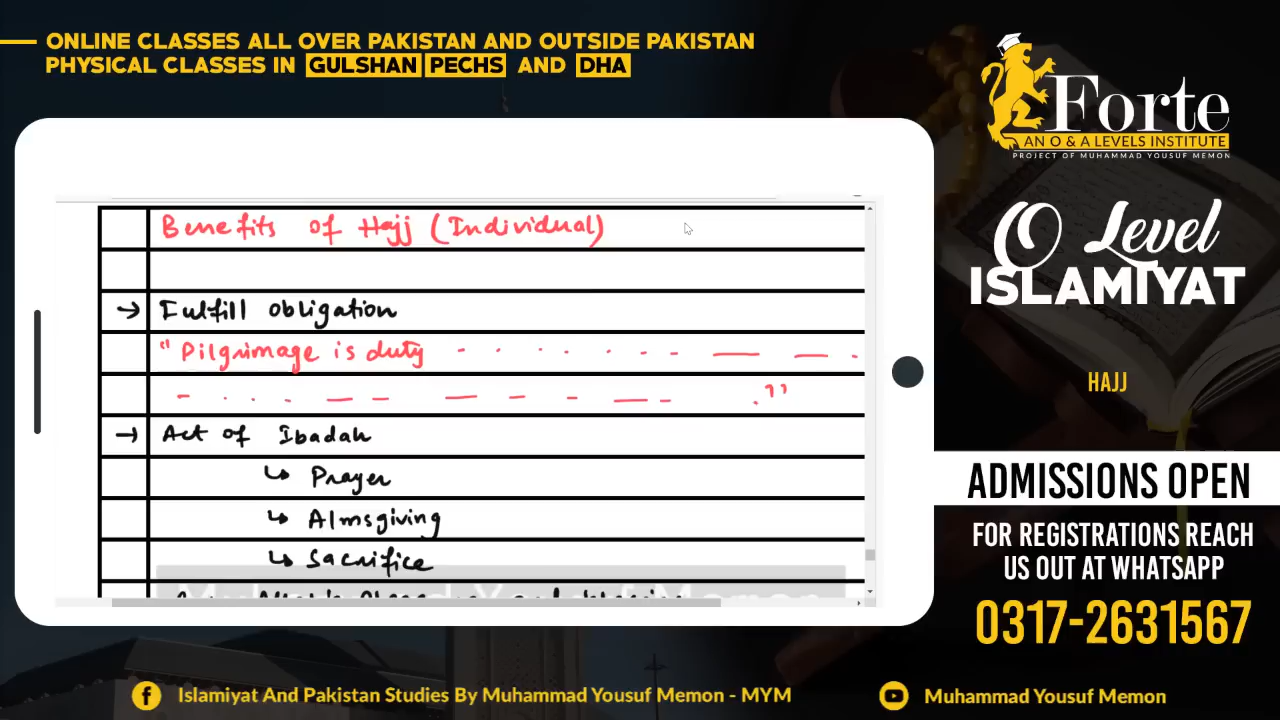 ONLINE CLASSES ALL OVER PAKISTAN AND OUTSIDE PAKISTAN
PHYSICAL CLASSES IN GULSHAN PECHS AND DHA
Forte
AN O & A LEVELS INSTITUTE
PROJECT OF MUHAMMAD YOUSUF MEMON
O Level
ISLAMIYAT
HAJJ
ADMISSIONS OPEN
FOR REGISTRATIONS REACH
US OUT AT WHATSAPP
0317-2631567
Benefits of Hajj (Individual)
→ Fulfill obligation
"Pilgrimage is duty - - - - - - - — — -
- - - - — — — — - — - ."
→ Act of Ibadah
↳ Prayer
↳ Almsgiving
↳ Sacrifice
Islamiyat And Pakistan Studies By Muhammad Yousuf Memon - MYM
Muhammad Yousuf Memon